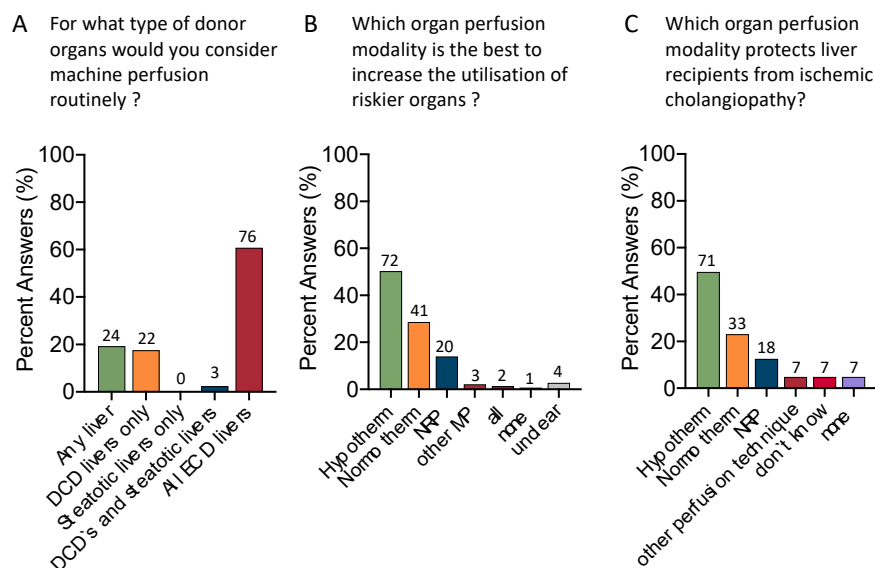 A For what type of donor
organs would you consider
machine perfusion
routinely ?
Percent Answers (%)
100
80
60
40
20
0
24
22
0
3
76
Any liver
DCD livers only
Steatotic livers only
DCD`s and steatotic livers
All ECD livers
B Which organ perfusion
modality is the best to
increase the utilisation of
riskier organs ?
Percent Answers (%)
100
80
60
40
20
0
72
41
20
3
2
1
4
Hypotherm
Normotherm
NRP
other MP
all
none
unclear
C Which organ perfusion
modality protects liver
recipients from ischemic
cholangiopathy?
Percent Answers (%)
100
80
60
40
20
0
71
33
18
7
7
7
Hypotherm
Normotherm
NRP
other perfusion technique
don`t know
none